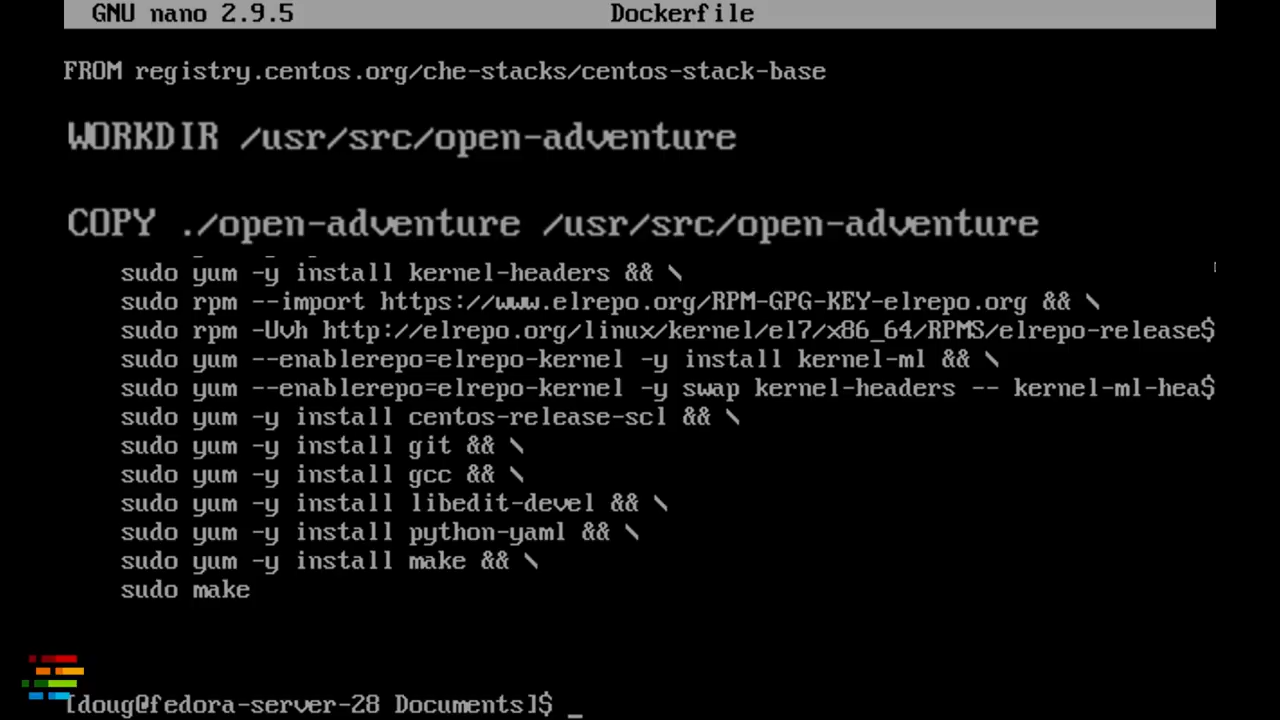 GNU nano 2.9.5 Dockerfile
FROM registry.centos.org/che-stacks/centos-stack-base
WORKDIR /usr/src/open-adventure
COPY ./open-adventure /usr/src/open-adventure
sudo yum -y install kernel-headers && \
sudo rpm --import https://www.elrepo.org/RPM-GPG-KEY-elrepo.org && \
sudo rpm -Uvh http://elrepo.org/linux/kernel/el7/x86_64/RPMS/elrepo-release$
sudo yum --enablerepo=elrepo-kernel -y install kernel-ml && \
sudo yum --enablerepo=elrepo-kernel -y swap kernel-headers -- kernel-ml-hea$
sudo yum -y install centos-release-scl && \
sudo yum -y install git && \
sudo yum -y install gcc && \
sudo yum -y install libedit-devel && \
sudo yum -y install python-yaml && \
sudo yum -y install make && \
sudo make
[doug@fedora-server-28 Documents]$ _